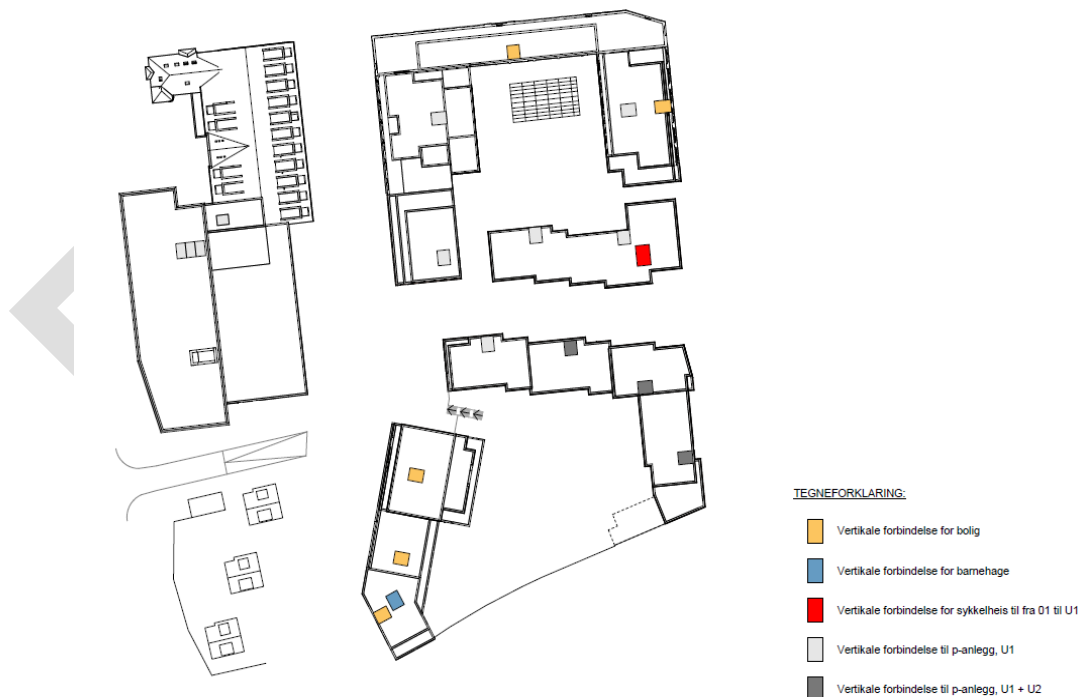 TEGNEFORKLARING:
Vertikale forbindelse for bolig
Vertikale forbindelse for barnehage
Vertikale forbindelse for sykkelheis til fra 01 til U1
Vertikale forbindelse til p-anlegg, U1
Vertikale forbindelse til p-anlegg, U1 + U2